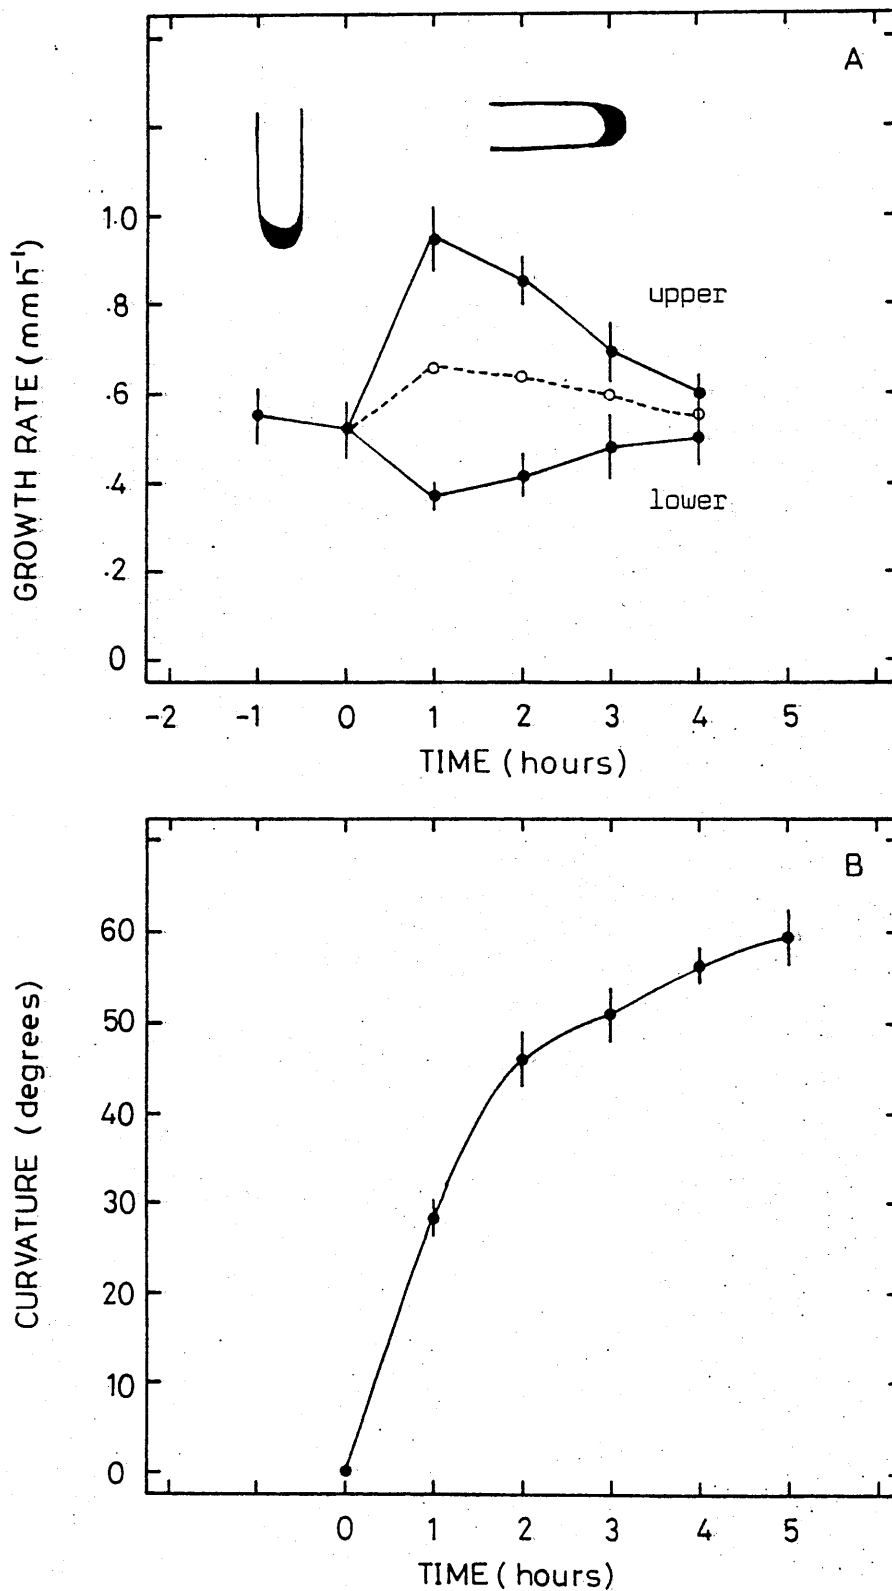 A
GROWTH RATE (mm h⁻¹)
1.0
.8
.6
.4
.2
0
upper
lower
-2 -1 0 1 2 3 4 5
TIME (hours)
B
CURVATURE (degrees)
60
50
40
30
20
10
0
0 1 2 3 4 5
TIME (hours)